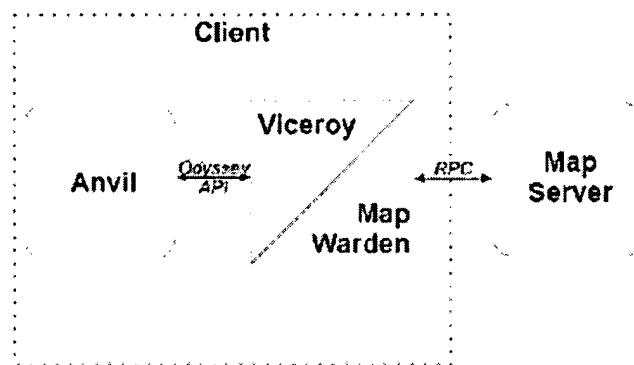 Client
Viceroy
Anvil
Odyssey
API
RPC
Map
Server
Map
Warden